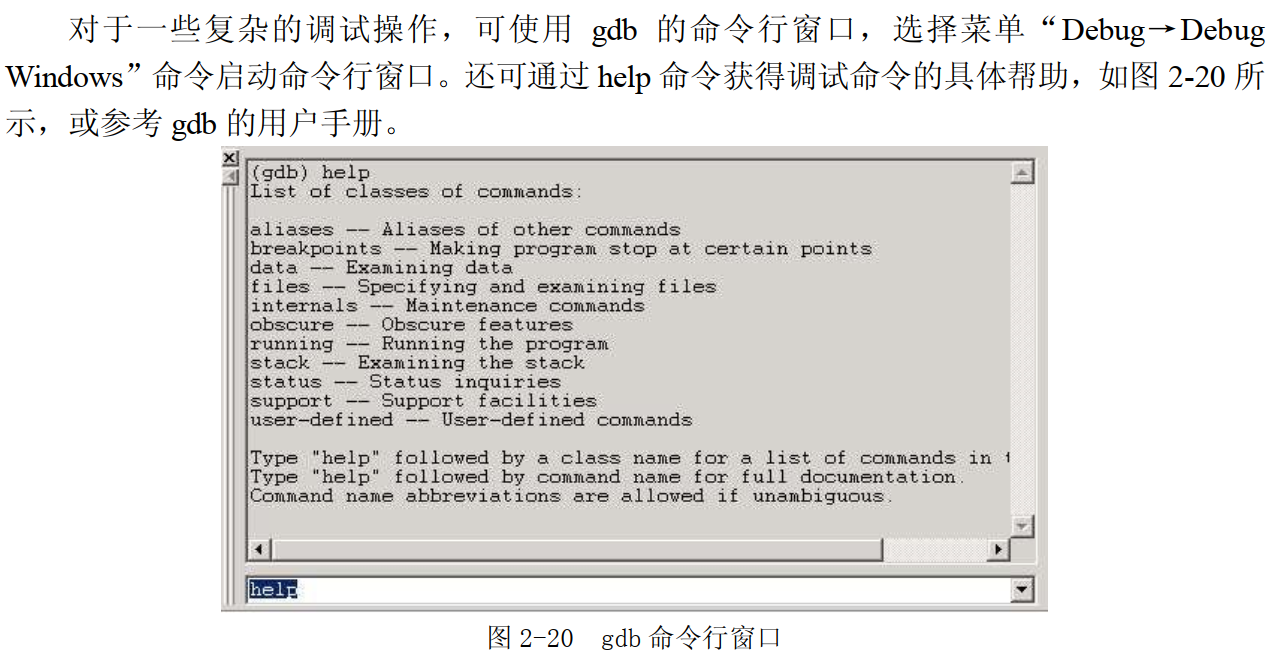 对于一些复杂的调试操作，可使用 gdb 的命令行窗口，选择菜单“Debug→Debug
Windows”命令启动命令行窗口。还可通过 help 命令获得调试命令的具体帮助，如图 2-20 所
示，或参考 gdb 的用户手册。
(gdb) help
List of classes of commands:
aliases -- Aliases of other commands
breakpoints -- Making program stop at certain points
data -- Examining data
files -- Specifying and examining files
internals -- Maintenance commands
obscure -- Obscure features
running -- Running the program
stack -- Examining the stack
status -- Status inquiries
support -- Support facilities
user-defined -- User-defined commands
Type "help" followed by a class name for a list of commands in
Type "help" followed by command name for full documentation.
Command name abbreviations are allowed if unambiguous.
help
图 2-20 gdb 命令行窗口